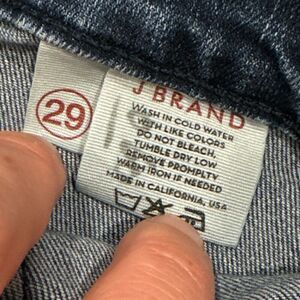 29
J BRAND
WASH IN COLD WATER
WITH LIKE COLORS
DO NOT BLEACH,
TUMBLE DRY LOW
REMOVE PROMPTLY
WARM IRON IF NEEDED
MADE IN CALIFORNIA, USA